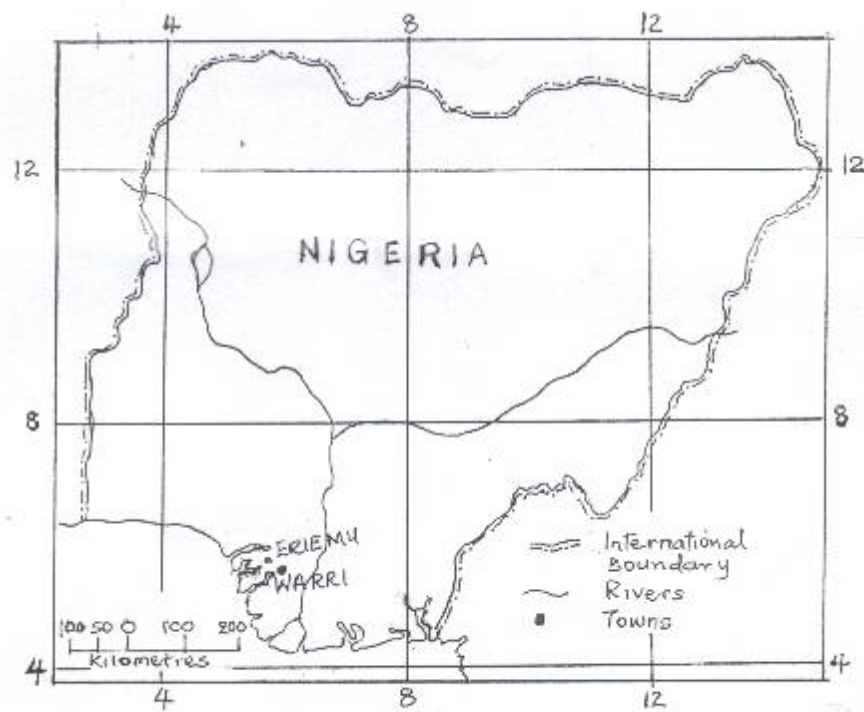 4 8 12
12 12
NIGERIA
8 8
ERIEMU
WARRI
International
Boundary
Rivers
Towns
100 50 0 100 200
Kilometres
4 4
4 8 12